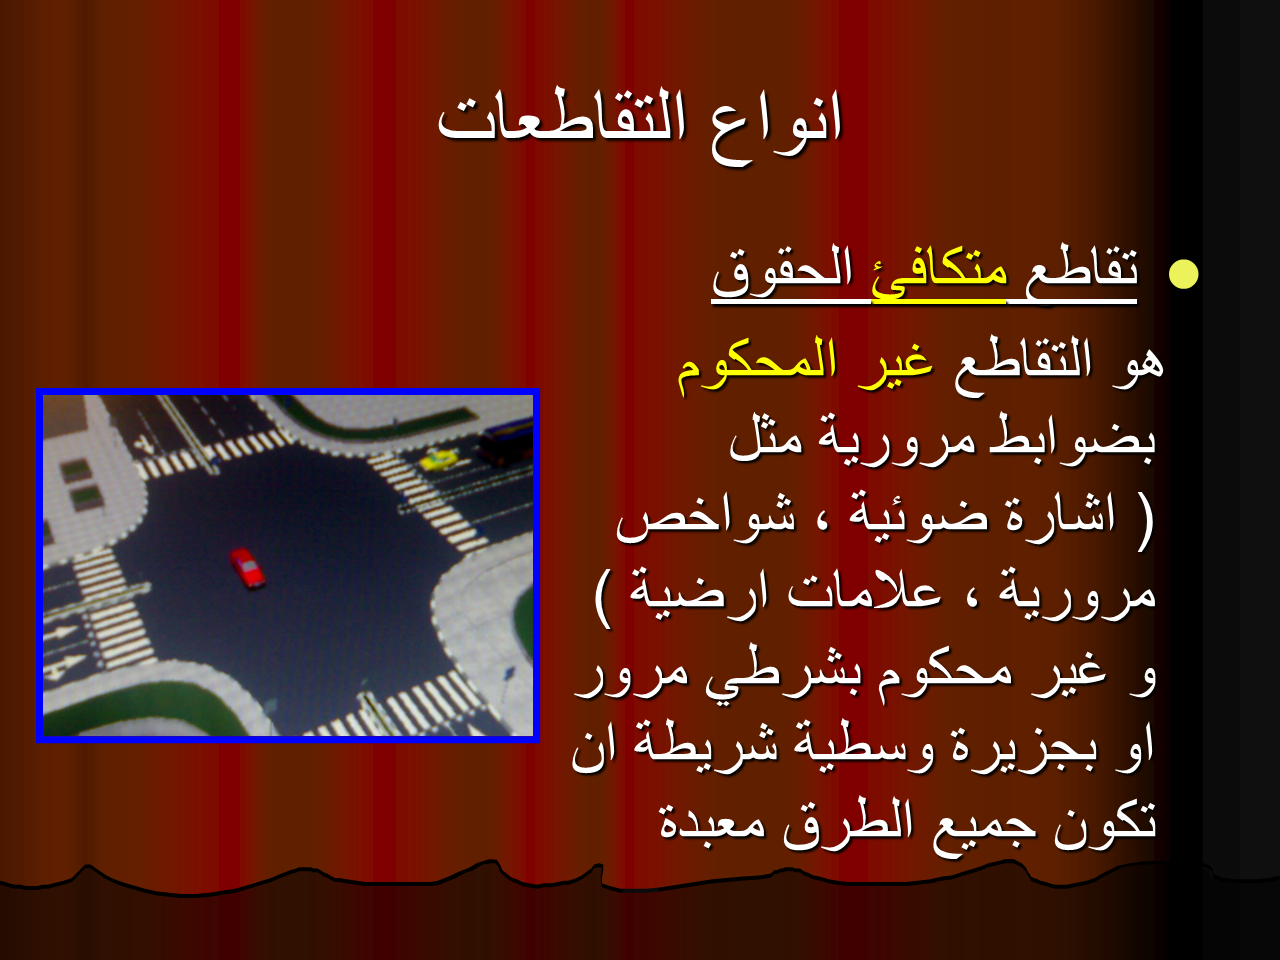 انواع التقاطعات
تقاطع متكافئ الحقوق
هو التقاطع غير المحكوم
بضوابط مرورية مثل
( اشارة ضوئية ، شواخص
مرورية ، علامات ارضية )
و غير محكوم بشرطي مرور
او بجزيرة وسطية شريطة ان
تكون جميع الطرق معبدة